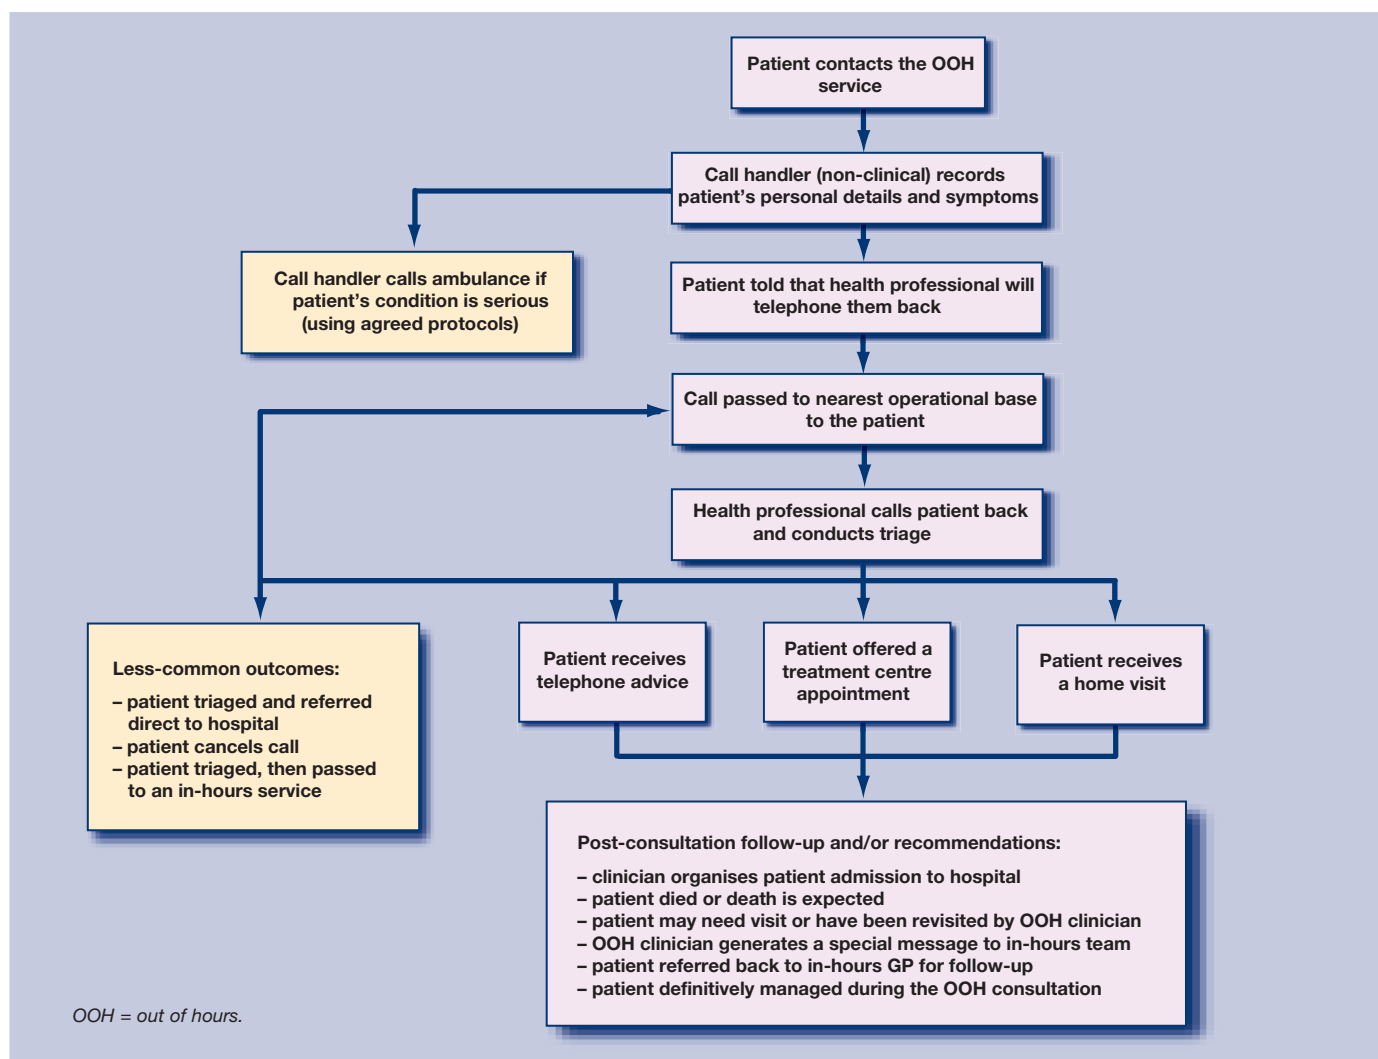 Patient contacts the OOH
service
Call handler (non-clinical) records
patient’s personal details and symptoms
Call handler calls ambulance if
patient’s condition is serious
(using agreed protocols)
Patient told that health professional will
telephone them back
Call passed to nearest operational base
to the patient
Health professional calls patient back
and conducts triage
Less-common outcomes:
– patient triaged and referred
direct to hospital
– patient cancels call
– patient triaged, then passed
to an in-hours service
Patient receives
telephone advice
Patient offered a
treatment centre
appointment
Patient receives
a home visit
Post-consultation follow-up and/or recommendations:
– clinician organises patient admission to hospital
– patient died or death is expected
– patient may need visit or have been revisited by OOH clinician
– OOH clinician generates a special message to in-hours team
– patient referred back to in-hours GP for follow-up
– patient definitively managed during the OOH consultation
OOH = out of hours.